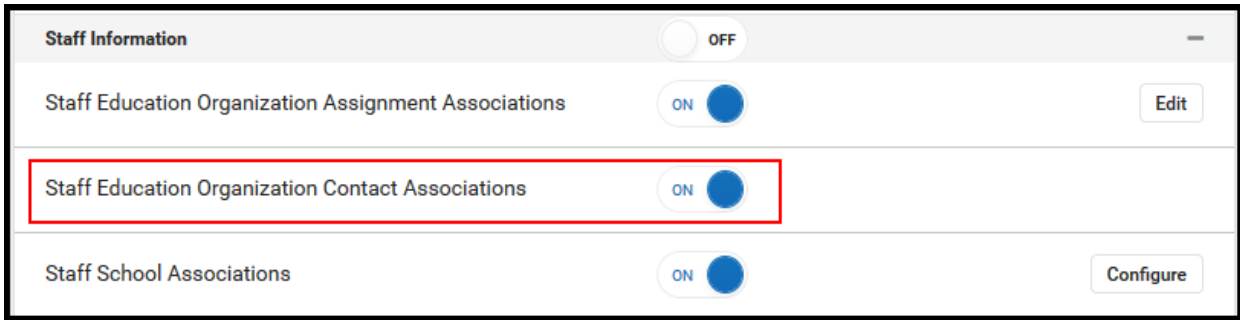 Staff Information OFF
Staff Education Organization Assignment Associations ON Edit
Staff Education Organization Contact Associations ON
Staff School Associations ON Configure